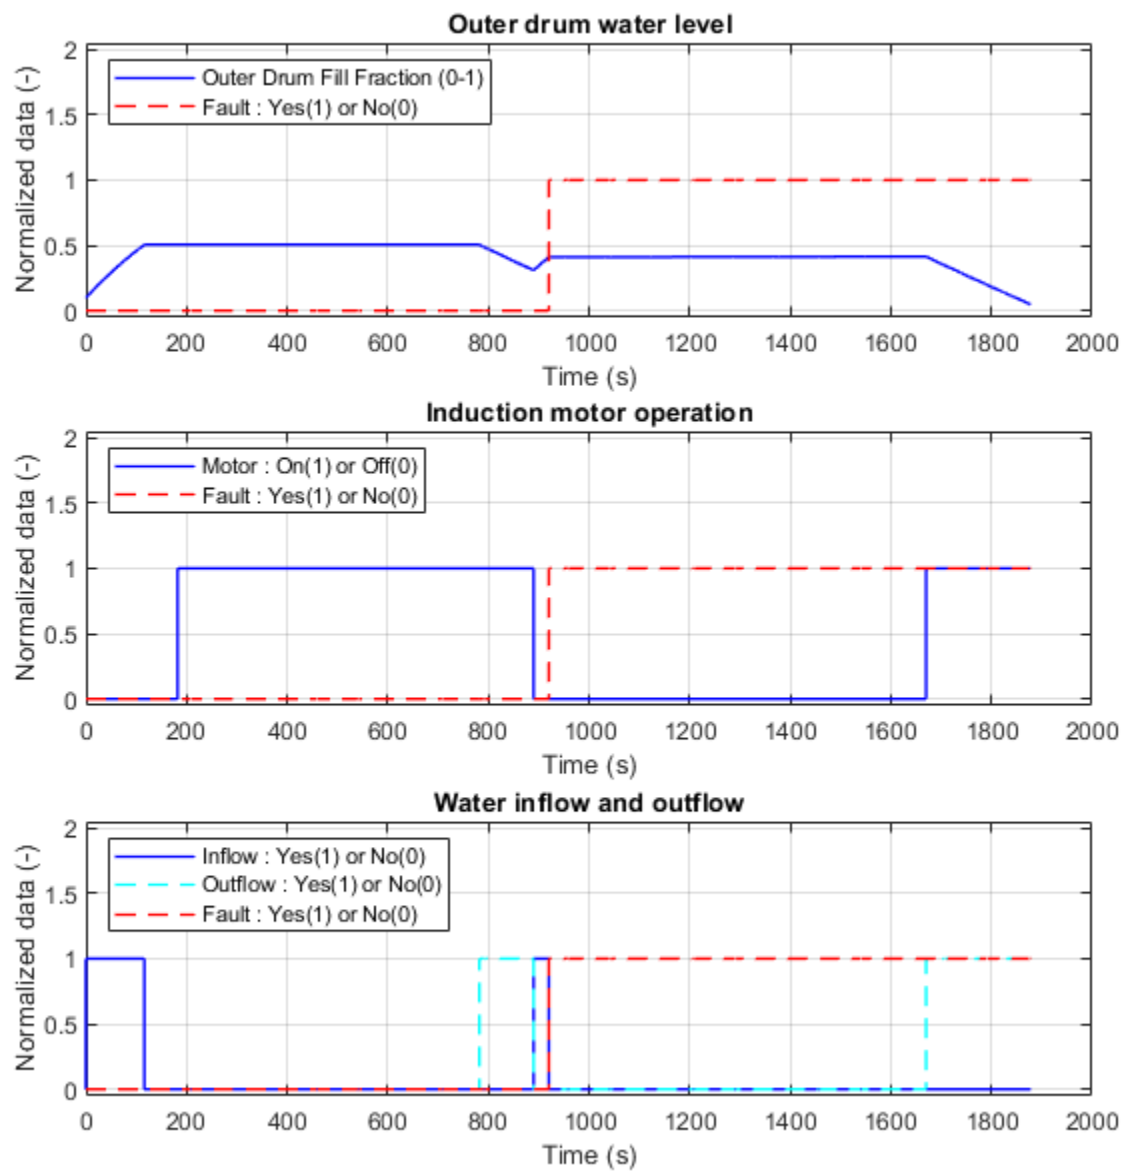 Outer drum water level
Normalized data (-)
2
1.5
1
0.5
0
Outer Drum Fill Fraction (0-1)
Fault : Yes(1) or No(0)
0 200 400 600 800 1000 1200 1400 1600 1800 2000
Time (s)
Induction motor operation
Normalized data (-)
2
1.5
1
0.5
0
Motor : On(1) or Off(0)
Fault : Yes(1) or No(0)
0 200 400 600 800 1000 1200 1400 1600 1800 2000
Time (s)
Water inflow and outflow
Normalized data (-)
2
1.5
1
0.5
0
Inflow : Yes(1) or No(0)
Outflow : Yes(1) or No(0)
Fault : Yes(1) or No(0)
0 200 400 600 800 1000 1200 1400 1600 1800 2000
Time (s)